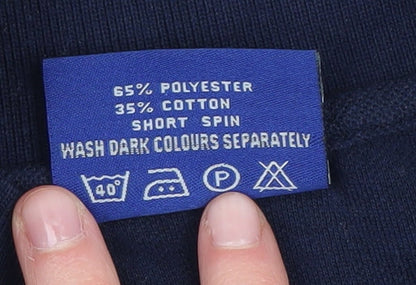 65% POLYESTER
35% COTTON
SHORT SPIN
WASH DARK COLOURS SEPARATELY
40° P